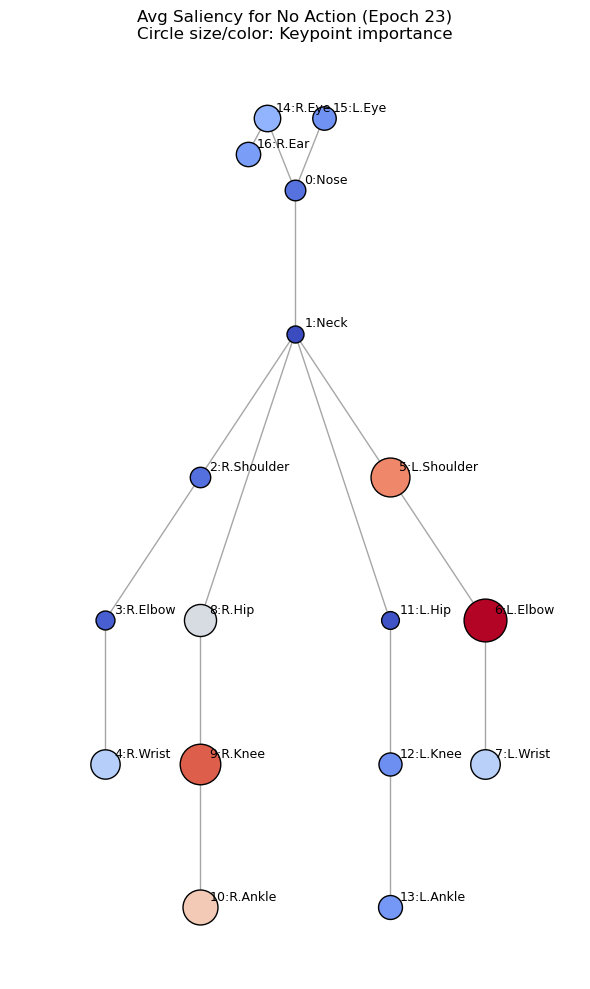 Avg Saliency for No Action (Epoch 23)
Circle size/color: Keypoint importance
14:R.Eye
15:L.Eye
16:R.Ear
0:Nose
1:Neck
2:R.Shoulder
5:L.Shoulder
3:R.Elbow
8:R.Hip
11:L.Hip
6:L.Elbow
4:R.Wrist
9:R.Knee
12:L.Knee
7:L.Wrist
10:R.Ankle
13:L.Ankle